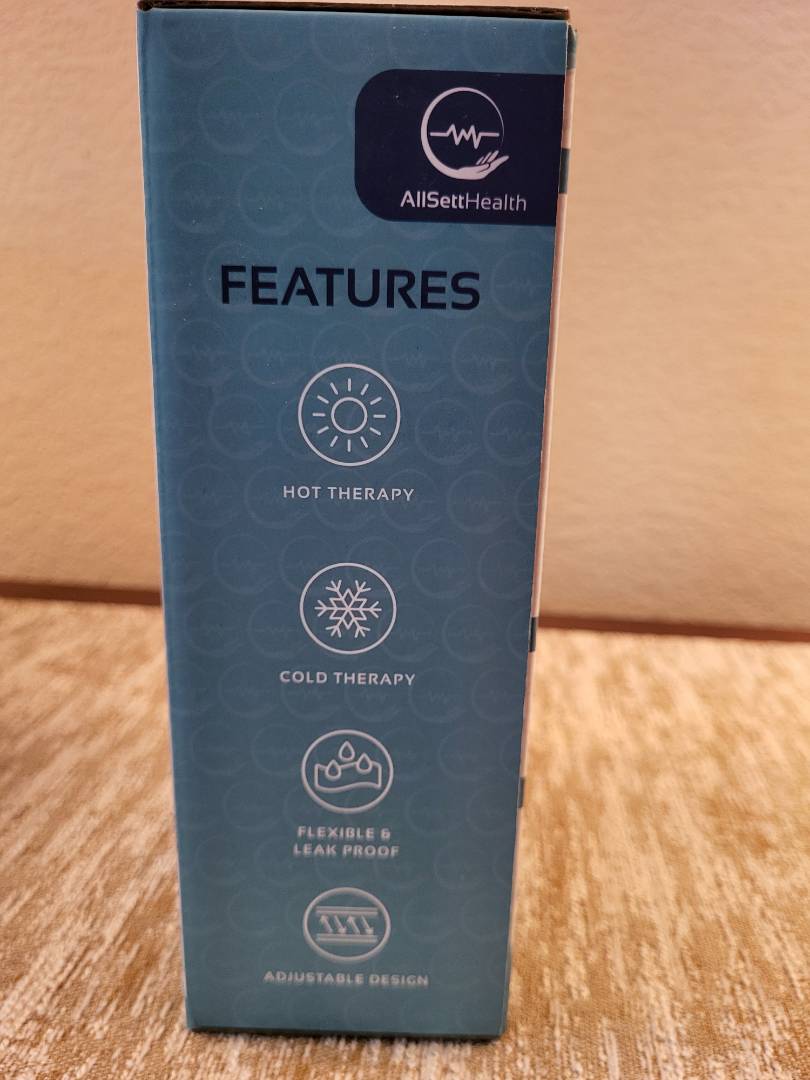 AllSettHealth
FEATURES
HOT THERAPY
COLD THERAPY
FLEXIBLE &
LEAK PROOF
ADJUSTABLE DESIGN